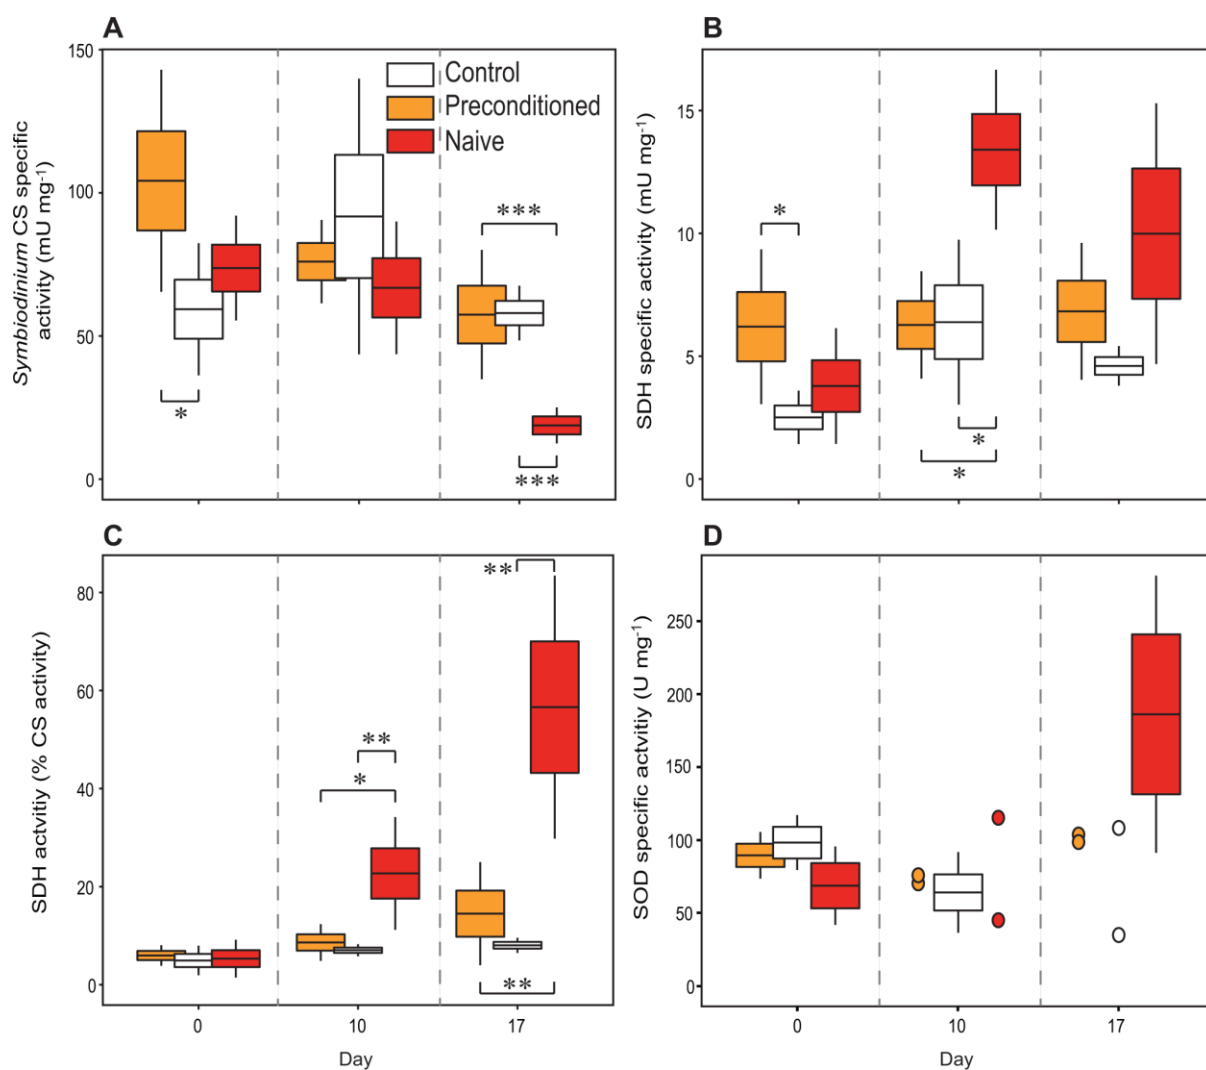 A
Symbiodinium CS specific
activity (mU mg-1)
150
100
50
0
Control
Preconditioned
Naive
*
***
***
B
SDH specific activity (mU mg-1)
15
10
5
0
*
*
*
C
SDH actvitiy (% CS activity)
80
60
40
20
0
**
*
**
**
0
10
17
Day
D
SOD specific actvitiy (U mg-1)
250
200
150
100
50
0
0
10
17
Day